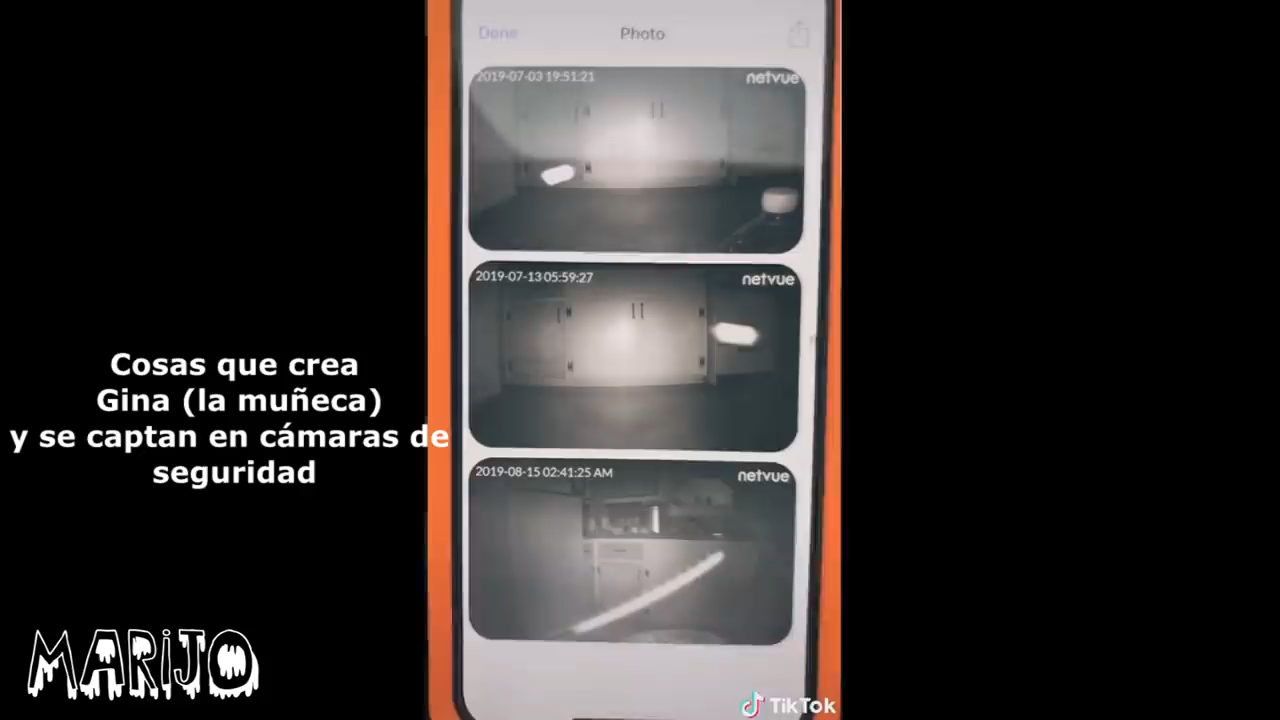 Done
Photo
2019-07-03 19:51:21
netvue
2019-07-13 05:59:27
netvue
2019-08-15 02:41:25 AM
netvue
Cosas que crea
Gina (la muñeca)
y se captan en cámaras de
seguridad
MARiJO
TikTok